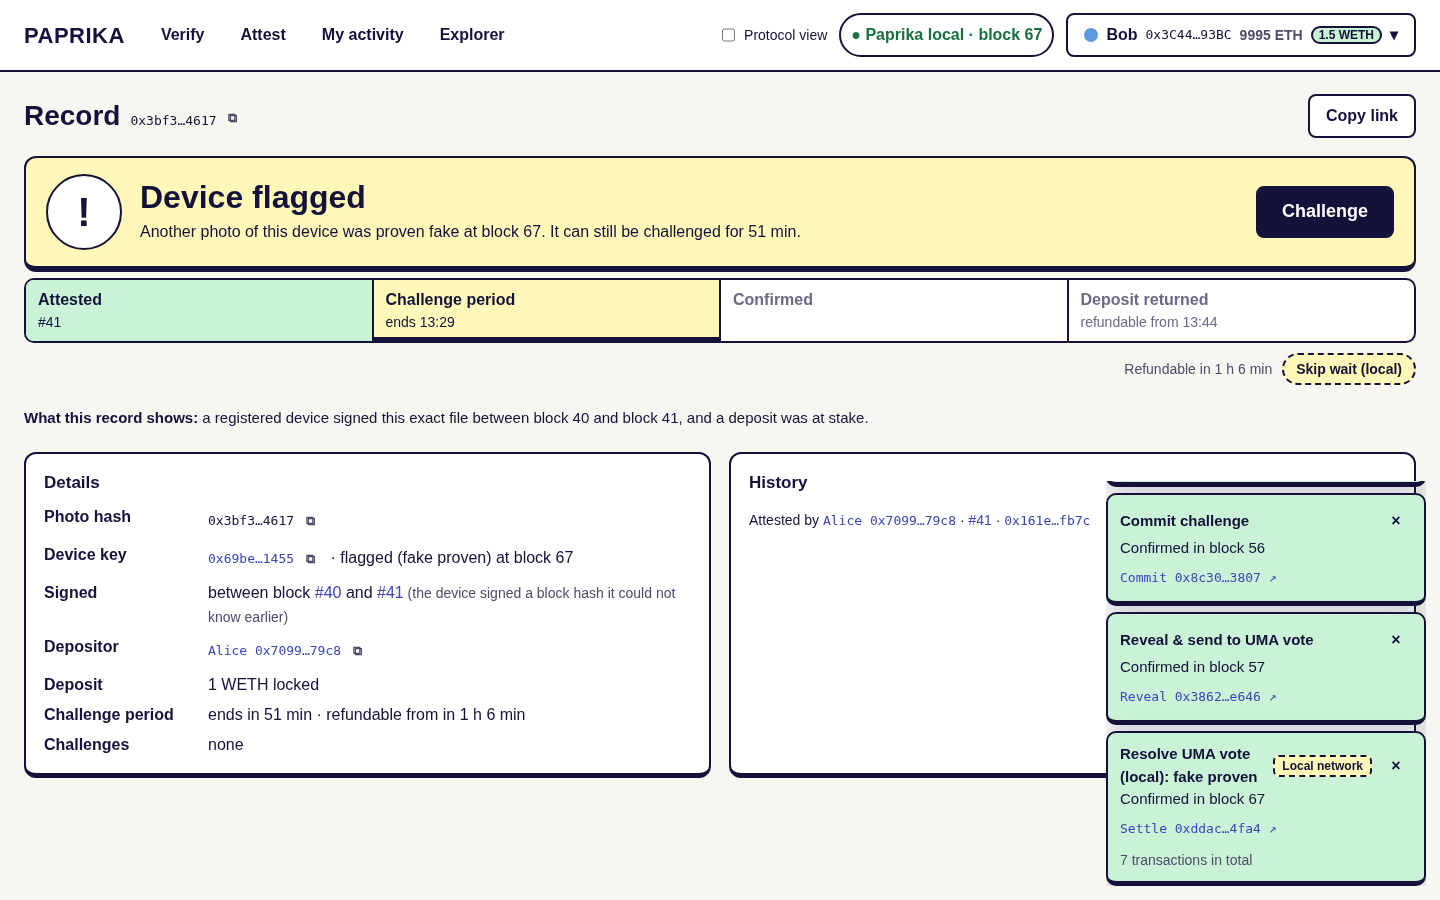 PAPRIKA Verify Attest My activity Explorer Protocol view ● Paprika local · block 67 Bob 0x3C44…93BC 9995 ETH 1.5 WETH ▾
Record 0x3bf3…4617 ⧉ Copy link
!
Device flagged
Another photo of this device was proven fake at block 67. It can still be challenged for 51 min.
Challenge
Attested
#41
Challenge period
ends 13:29
Confirmed
Deposit returned
refundable from 13:44
Refundable in 1 h 6 min Skip wait (local)
What this record shows: a registered device signed this exact file between block 40 and block 41, and a deposit was at stake.
Details
Photo hash 0x3bf3…4617 ⧉
Device key 0x69be…1455 ⧉ · flagged (fake proven) at block 67
Signed between block #40 and #41 (the device signed a block hash it could not
know earlier)
Depositor Alice 0x7099…79c8 ⧉
Deposit 1 WETH locked
Challenge period ends in 51 min · refundable from in 1 h 6 min
Challenges none
History
Attested by Alice 0x7099…79c8 · #41 · 0x161e…fb7c
Commit challenge ×
Confirmed in block 56
Commit 0x8c30…3807 ↗
Reveal & send to UMA vote ×
Confirmed in block 57
Reveal 0x3862…e646 ↗
Resolve UMA vote
(local): fake proven
Local network ×
Confirmed in block 67
Settle 0xddac…4fa4 ↗
7 transactions in total